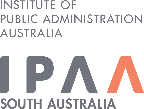 INSTITUTE OF
PUBLIC ADMINISTRATION
AUSTRALIA
IPAA
SOUTH AUSTRALIA